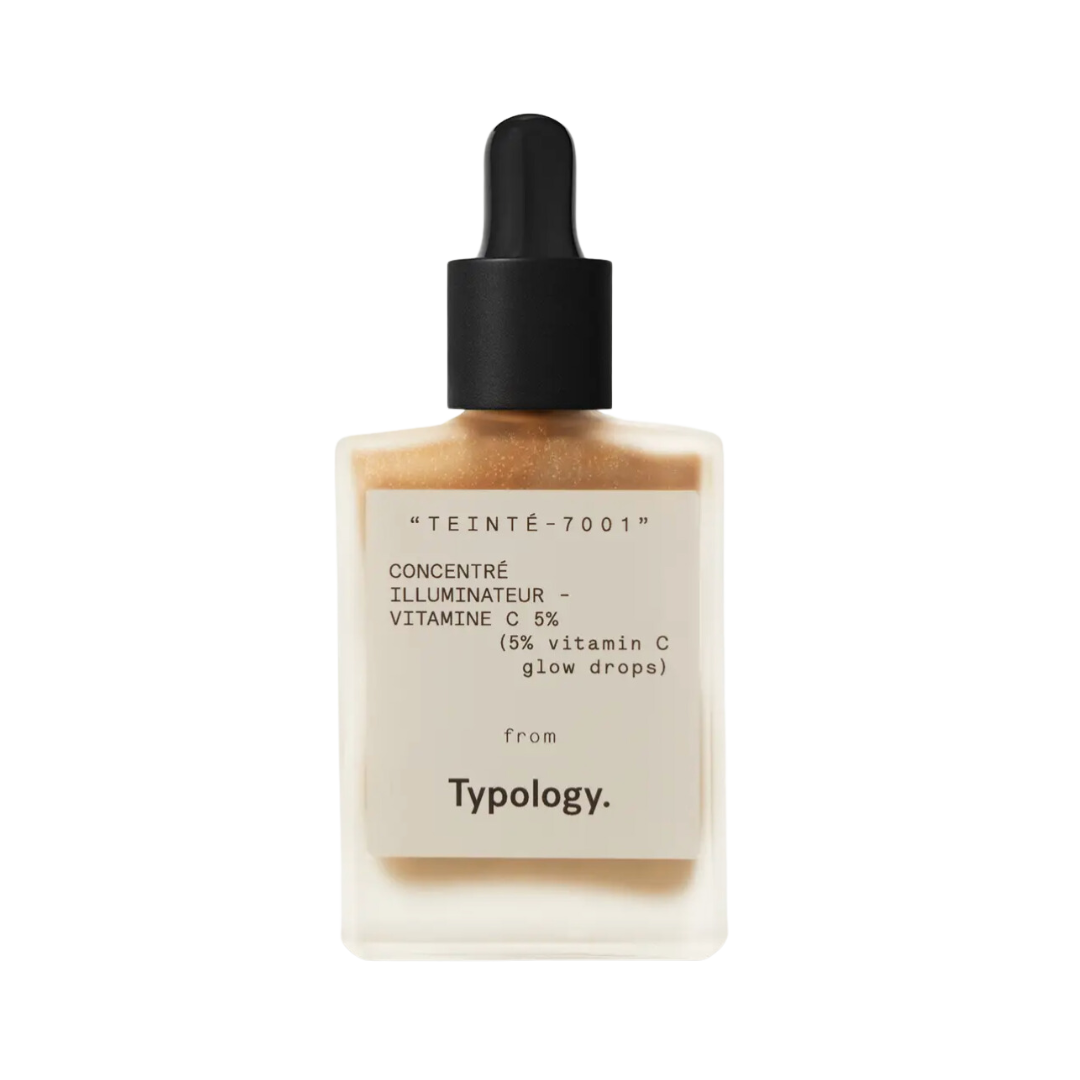 “TEINTÉ-7001”
CONCENTRÉ
ILLUMINATEUR -
VITAMINE C 5%
(5% vitamin C
glow drops)
from
Typology.